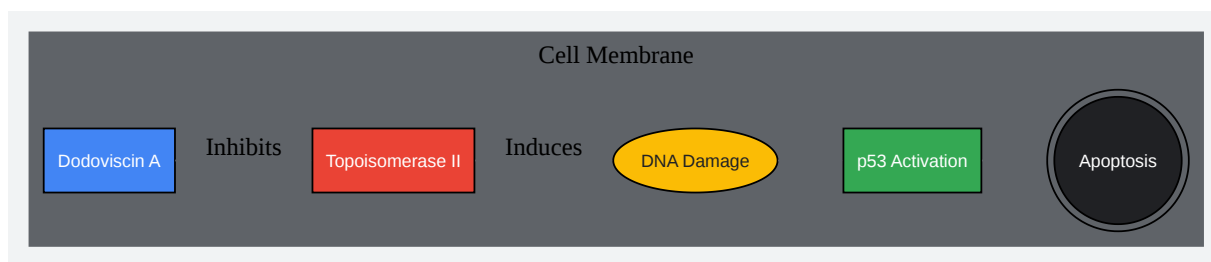 Cell Membrane
Dodoviscin A
Inhibits
Topoisomerase II
Induces
DNA Damage
p53 Activation
Apoptosis